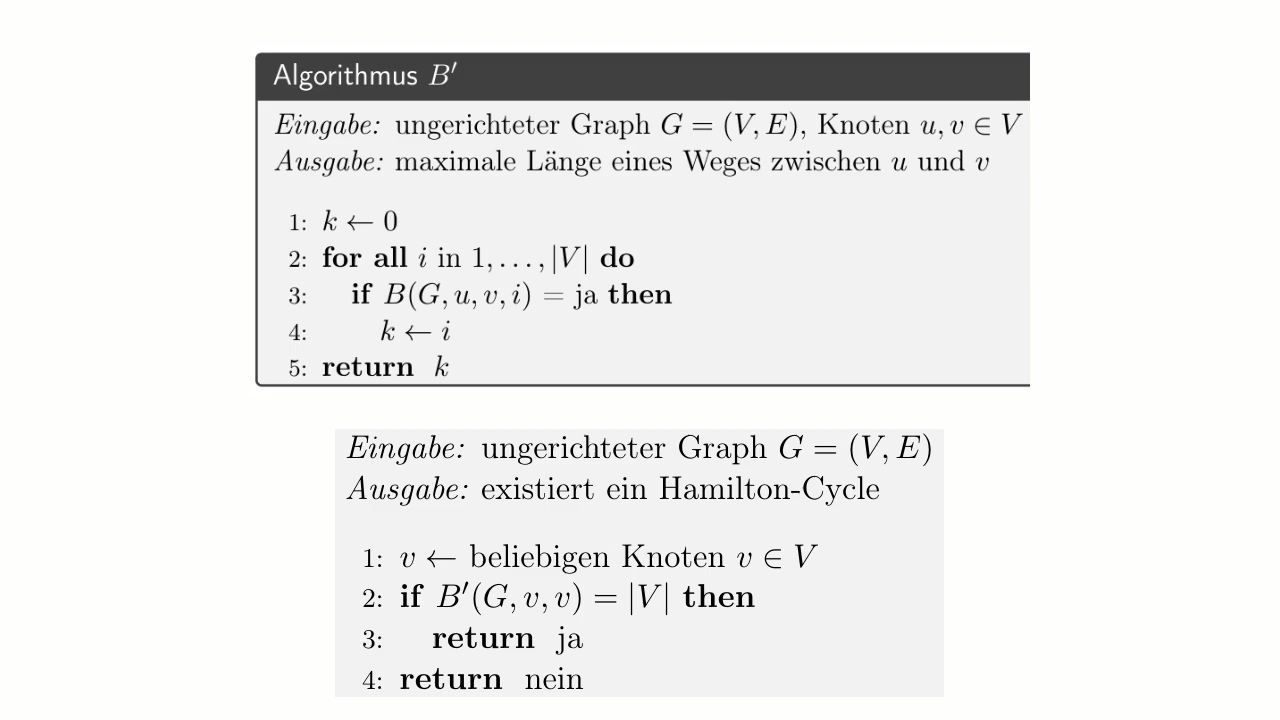 Algorithmus B′
Eingabe: ungerichteter Graph G = (V, E), Knoten u, v ∈ V
Ausgabe: maximale Länge eines Weges zwischen u und v
1: k ← 0
2: for all i in 1, . . . , |V| do
3: if B(G, u, v, i) = ja then
4: k ← i
5: return k
Eingabe: ungerichteter Graph G = (V, E)
Ausgabe: existiert ein Hamilton-Cycle
1: v ← beliebigen Knoten v ∈ V
2: if B′(G, v, v) = |V| then
3: return ja
4: return nein